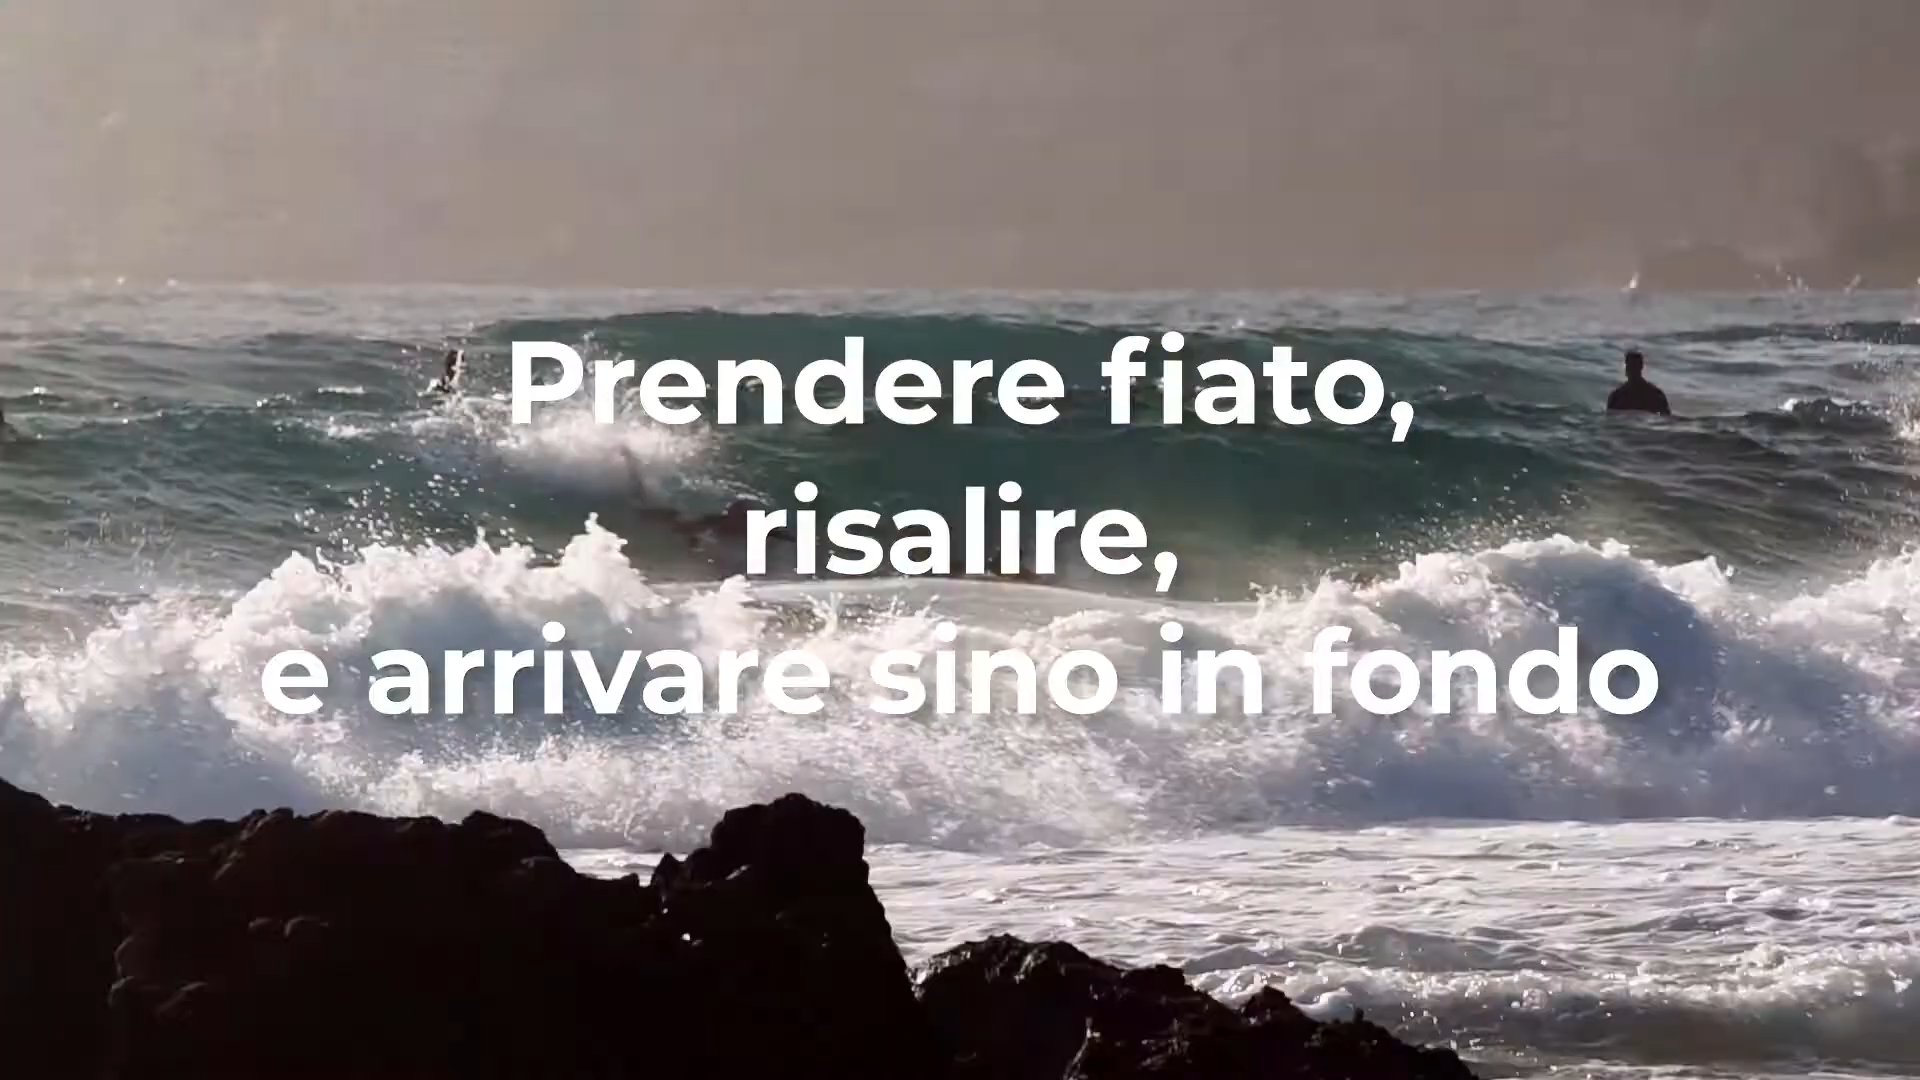 Prendere fiato,
risalire,
e arrivare sino in fondo